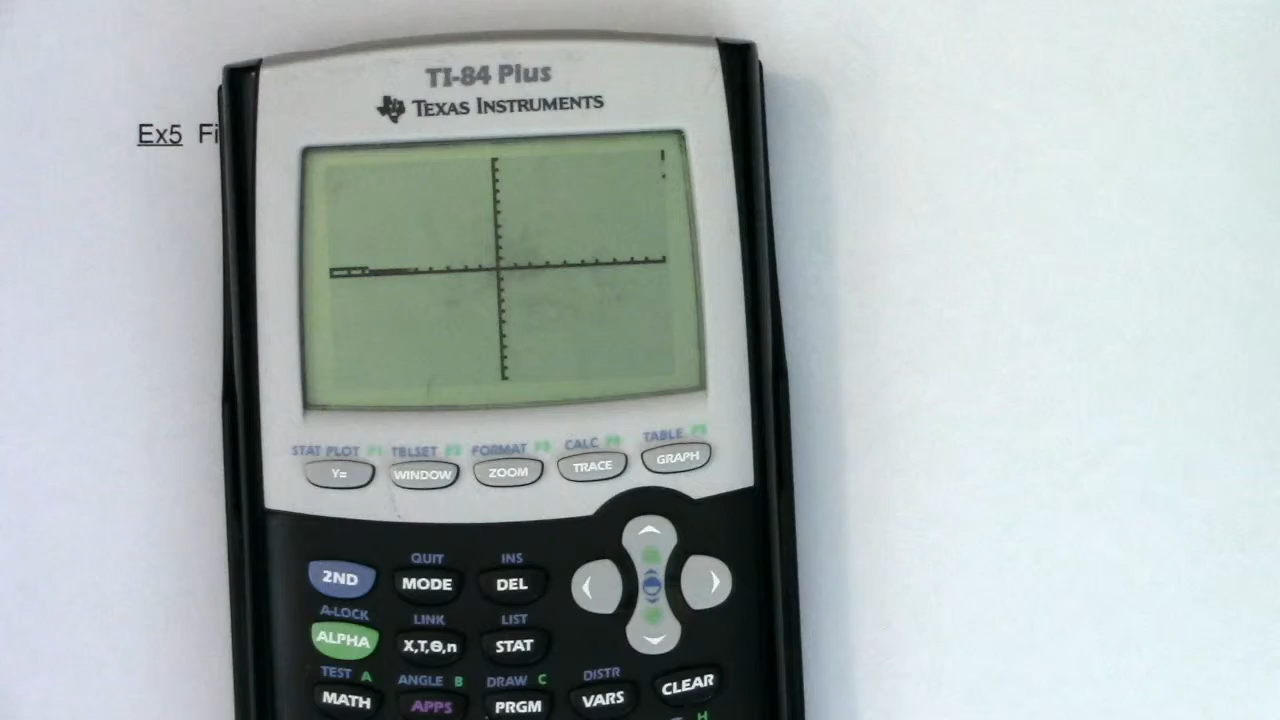 TI-84 Plus
TEXAS INSTRUMENTS
Ex5 Fi
STAT PLOT F1 TBLSET F2 FORMAT F3 CALC F4 TABLE F5
Y= WINDOW ZOOM TRACE GRAPH
QUIT INS
2ND MODE DEL
A-LOCK LINK LIST
ALPHA X,T,Θ,n STAT
TEST A ANGLE B DRAW C DISTR
MATH APPS PRGM VARS CLEAR
H